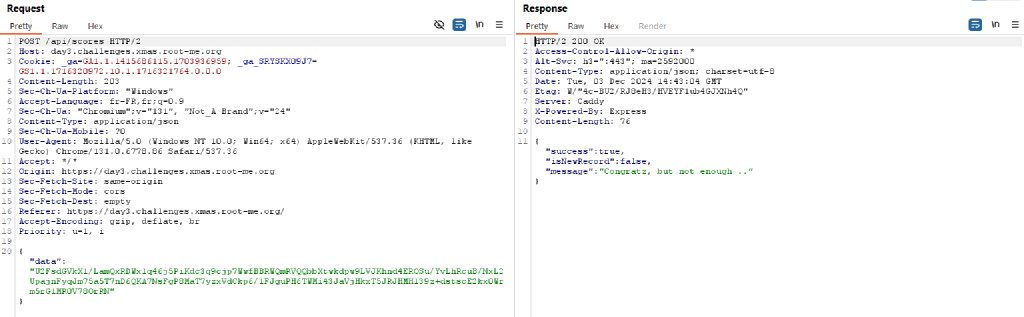 Request
Pretty Raw Hex
\n
1 POST /api/scores HTTP/2
2 Host: day3.challenges.xmas.root-me.org
3 Cookie: _ga=GA1.1.1415686115.1703936959; _ga_SRYSKX09J7=
GS1.1.1716320972.10.1.1716321764.0.0.0
4 Content-Length: 203
5 Sec-Ch-Ua-Platform: "Windows"
6 Accept-Language: fr-FR,fr;q=0.9
7 Sec-Ch-Ua: "Chromium";v="131", "Not_A Brand";v="24"
8 Content-Type: application/json
9 Sec-Ch-Ua-Mobile: ?0
10 User-Agent: Mozilla/5.0 (Windows NT 10.0; Win64; x64) AppleWebKit/537.36 (KHTML, like
Gecko) Chrome/131.0.6778.86 Safari/537.36
11 Accept: */*
12 Origin: https://day3.challenges.xmas.root-me.org
13 Sec-Fetch-Site: same-origin
14 Sec-Fetch-Mode: cors
15 Sec-Fetch-Dest: empty
16 Referer: https://day3.challenges.xmas.root-me.org/
17 Accept-Encoding: gzip, deflate, br
18 Priority: u=1, i
19
20 {
"data":
}
Response
Pretty Raw Hex Render
\n
1 HTTP/2 200 OK
2 Access-Control-Allow-Origin: *
3 Alt-Svc: h3=":443"; ma=2592000
4 Content-Type: application/json; charset=utf-8
5 Date: Tue, 03 Dec 2024 14:43:04 GMT
6 Etag:
7 Server: Caddy
8 X-Powered-By: Express
9 Content-Length: 76
10
11 {
"success":true,
"isNewRecord":false,
"message":"Congratz, but not enough .."
}